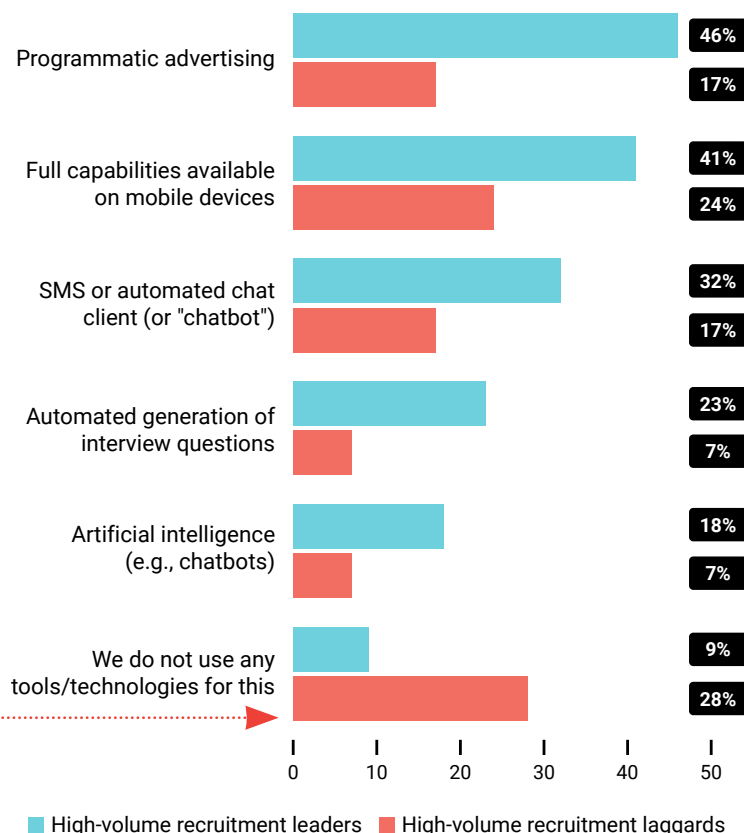 Programmatic advertising
46%
17%
Full capabilities available
on mobile devices
41%
24%
SMS or automated chat
client (or "chatbot")
32%
17%
Automated generation of
interview questions
23%
7%
Artificial intelligence
(e.g., chatbots)
18%
7%
We do not use any
tools/technologies for this
9%
28%
0 10 20 30 40 50
High-volume recruitment leaders High-volume recruitment laggards